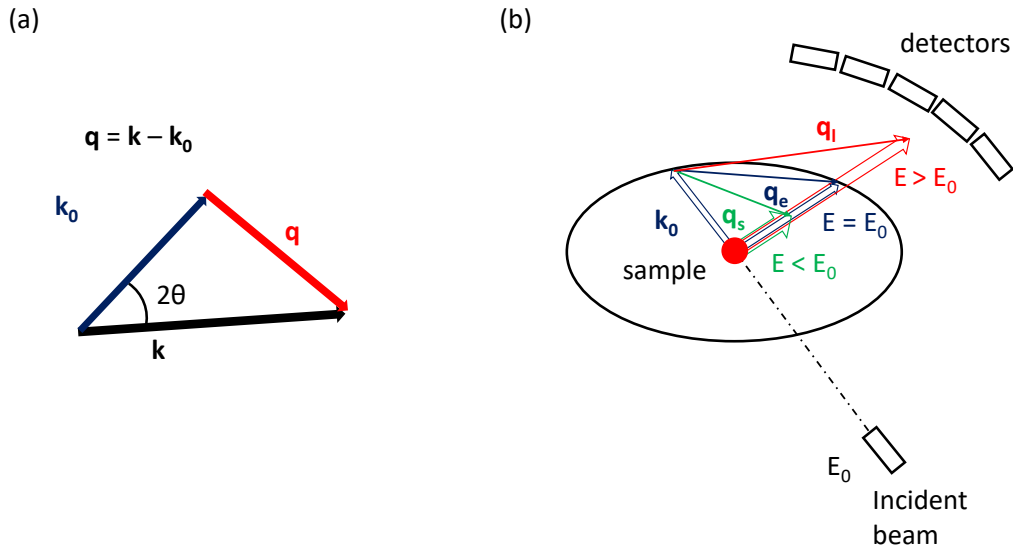 (a)
q = k – k₀
k₀
q
2θ
k
(b)
detectors
qₗ
E > E₀
qₑ
qₛ
E = E₀
k₀
E < E₀
sample
E₀
Incident
beam